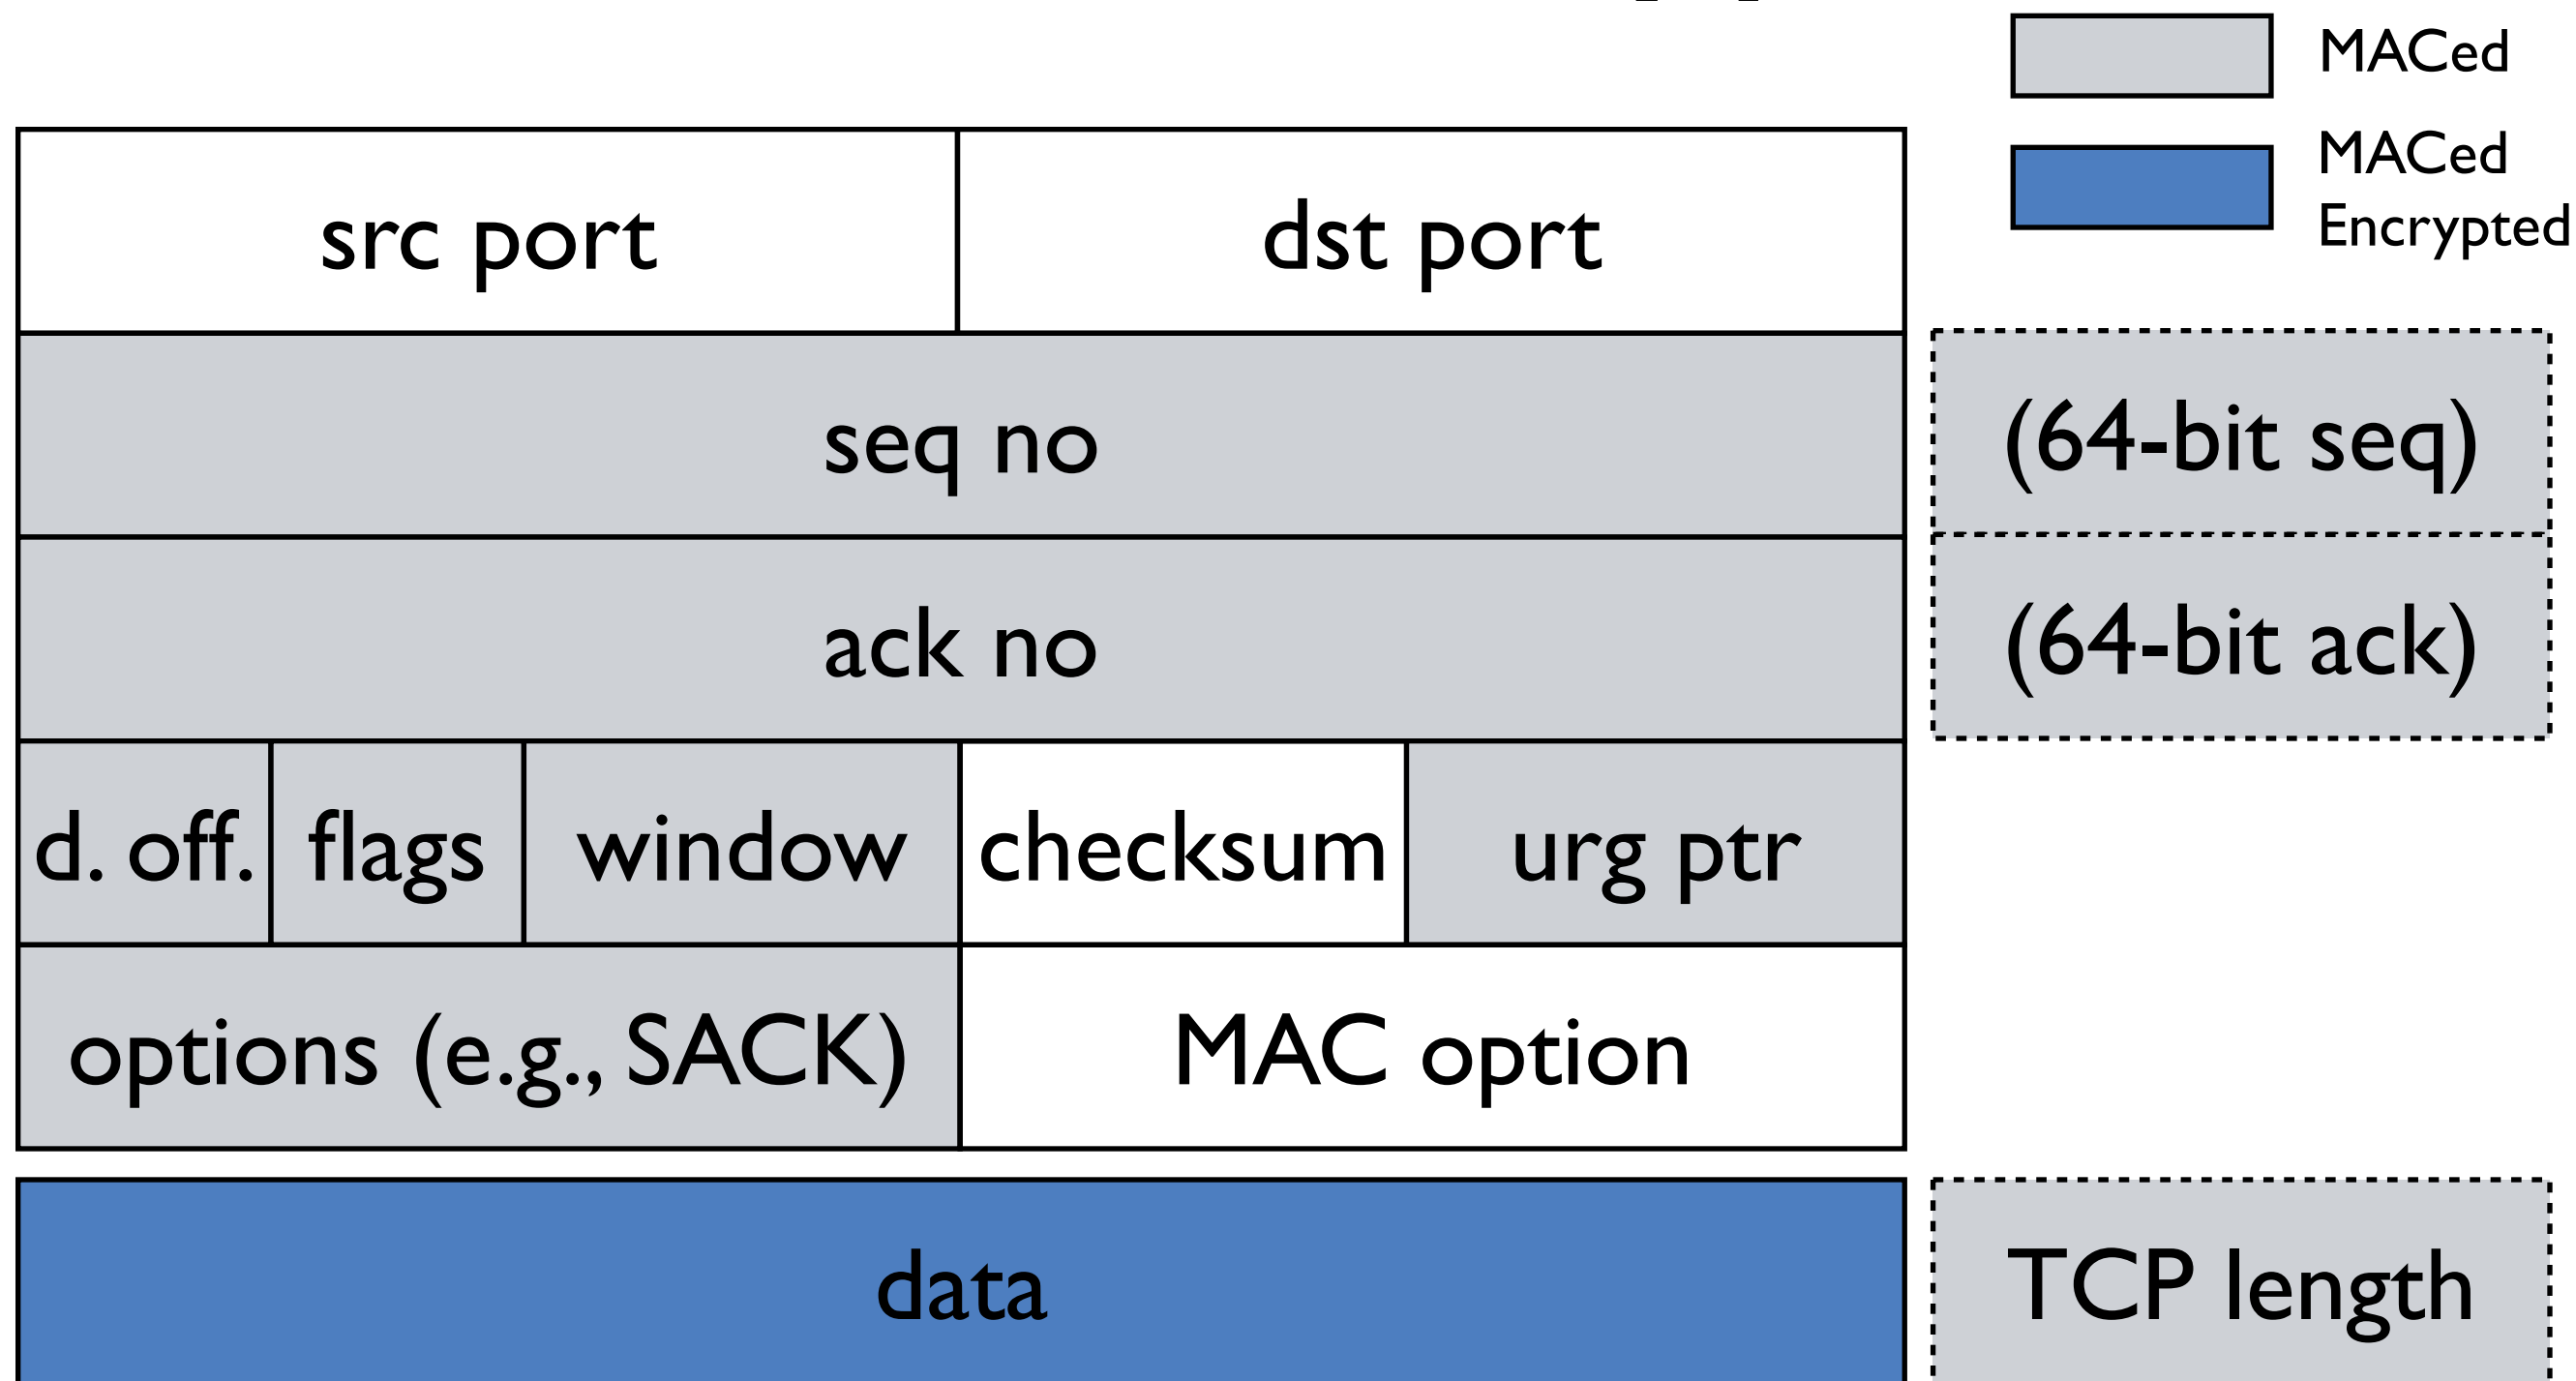 MACed
MACed
Encrypted
src port
dst port
seq no
(64-bit seq)
ack no
(64-bit ack)
d. off.
flags
window
checksum
urg ptr
options (e.g., SACK)
MAC option
data
TCP length